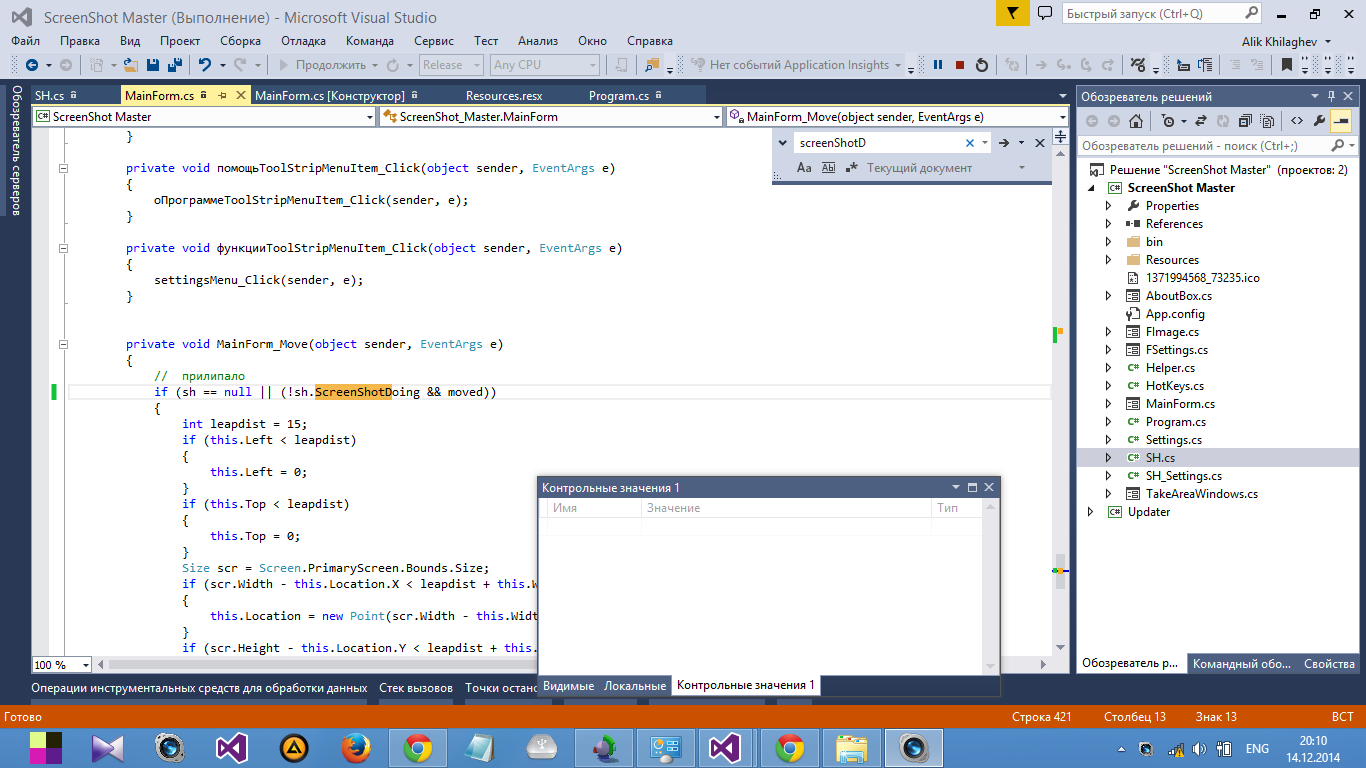 ScreenShot Master (Выполнение) - Microsoft Visual Studio
Быстрый запуск (Ctrl+Q)
Файл Правка Вид Проект Сборка Отладка Команда Сервис Тест Анализ Окно Справка
Alik Khilaghev
Продолжить Release Any CPU Нет событий Application Insights
Обозреватель серверов
SH.cs MainForm.cs MainForm.cs [Конструктор] Resources.resx Program.cs
ScreenShot Master ScreenShot_Master.MainForm MainForm_Move(object sender, EventArgs e)
screenShotD
Aa Ab Текущий документ
}
private void помощьToolStripMenuItem_Click(object sender, EventArgs e)
{
оПрограммеToolStripMenuItem_Click(sender, e);
}
private void функцииToolStripMenuItem_Click(object sender, EventArgs e)
{
settingsMenu_Click(sender, e);
}
private void MainForm_Move(object sender, EventArgs e)
{
// прилипало
if (sh == null || (!sh.ScreenShotDoing && moved))
{
int leapdist = 15;
if (this.Left < leapdist)
{
this.Left = 0;
}
if (this.Top < leapdist)
{
this.Top = 0;
}
Size scr = Screen.PrimaryScreen.Bounds.Size;
if (scr.Width - this.Location.X < leapdist + this.W
{
this.Location = new Point(scr.Width - this.Widt
}
if (scr.Height - this.Location.Y < leapdist + this.
100 %
Контрольные значения 1
Имя Значение Тип
Видимые Локальные Контрольные значения 1
Обозреватель решений
Обозреватель решений - поиск (Ctrl+;)
Решение "ScreenShot Master" (проектов: 2)
ScreenShot Master
Properties
References
bin
Resources
1371994568_73235.ico
AboutBox.cs
App.config
FImage.cs
FSettings.cs
Helper.cs
HotKeys.cs
MainForm.cs
Program.cs
Settings.cs
SH.cs
SH_Settings.cs
TakeAreaWindows.cs
Updater
Обозреватель р... Командный обо... Свойства
Операции инструментальных средств для обработки данных Стек вызовов Точки остано
Готово Строка 421 Столбец 13 Знак 13 ВСТ
ENG 20:10
14.12.2014